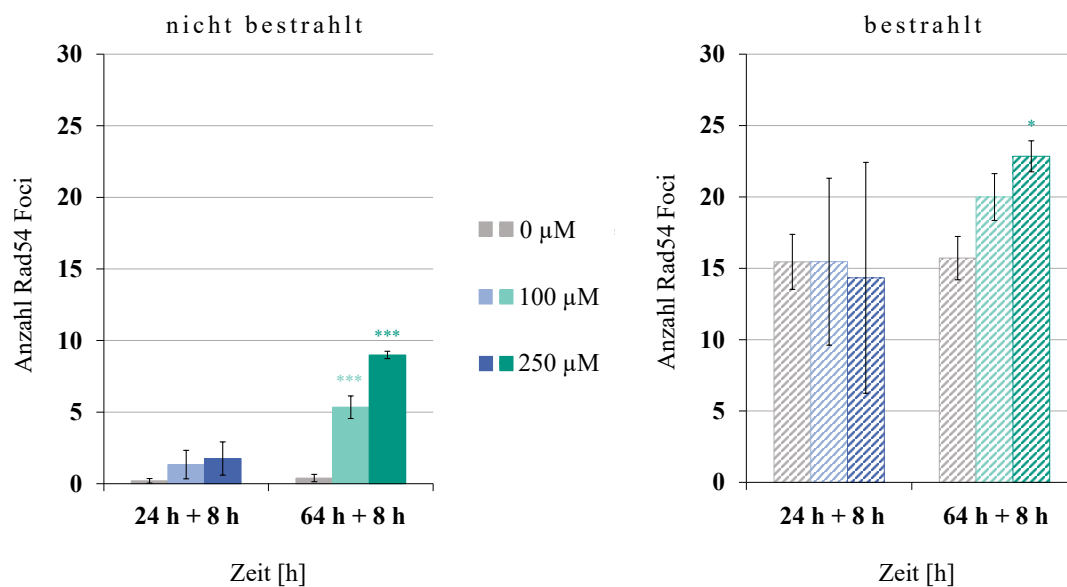 nicht bestrahlt
30
25
20
15
10
5
0
Anzahl Rad54 Foci
***
***
24 h + 8 h
64 h + 8 h
Zeit [h]
0 µM
100 µM
250 µM
bestrahlt
30
25
20
15
10
5
0
Anzahl Rad54 Foci
*
24 h + 8 h
64 h + 8 h
Zeit [h]